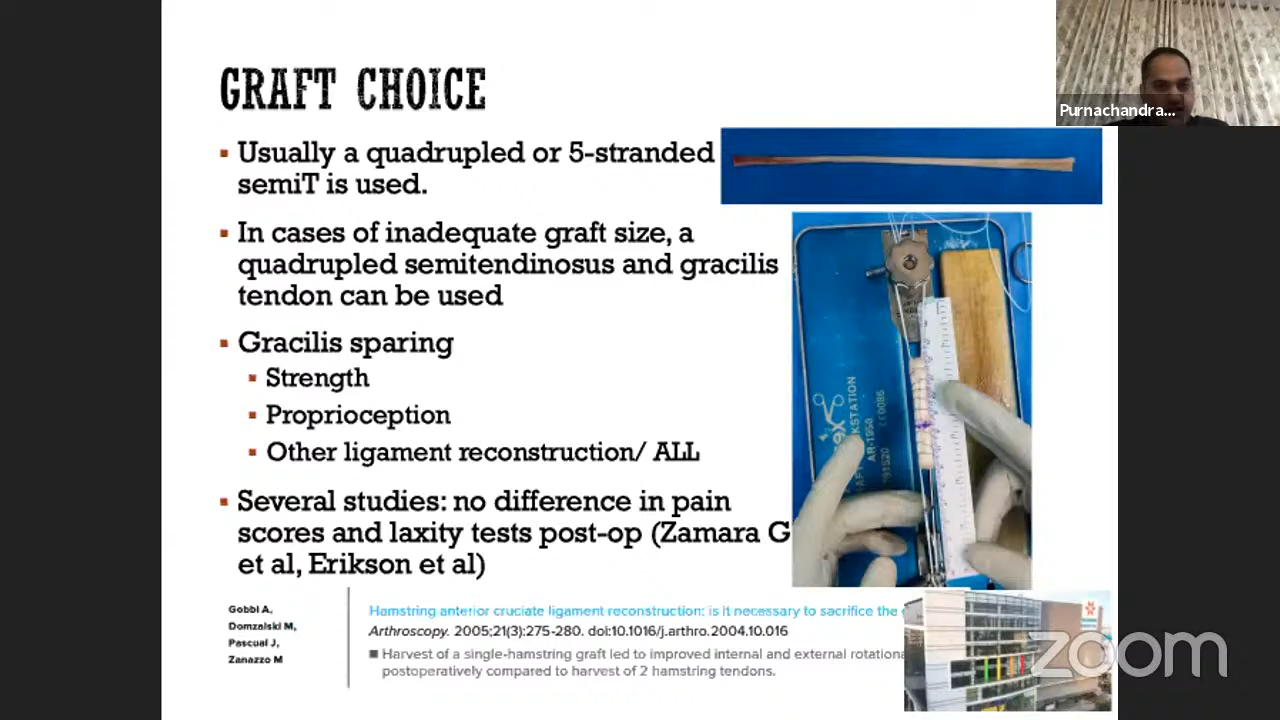 GRAFT CHOICE
Purnachandra...
▪ Usually a quadrupled or 5-stranded
semiT is used.
▪ In cases of inadequate graft size, a
quadrupled semitendinosus and gracilis
tendon can be used
▪ Gracilis sparing
▪ Strength
▪ Proprioception
▪ Other ligament reconstruction/ ALL
▪ Several studies: no difference in pain
scores and laxity tests post-op (Zamara G
et al, Erikson et al)
AR-1950
CE0086
Gobbi A,
Domzalski M,
Pascual J,
Zanazzo M
Hamstring anterior cruciate ligament reconstruction: is it necessary to sacrifice the
Arthroscopy. 2005;21(3):275-280. doi:10.1016/j.arthro.2004.10.016
■ Harvest of a single-hamstring graft led to improved internal and external rotationa
postoperatively compared to harvest of 2 hamstring tendons.
zoom